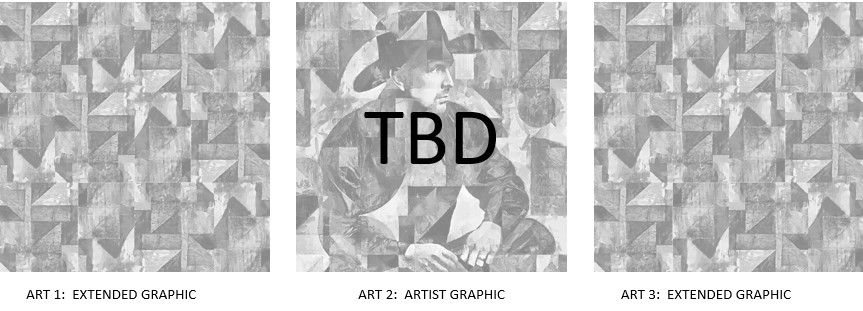 TBD
ART 1:  EXTENDED GRAPHIC
ART 2:  ARTIST GRAPHIC
ART 3:  EXTENDED GRAPHIC